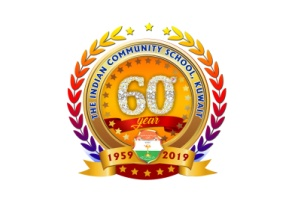 THE INDIAN COMMUNITY SCHOOL, KUWAIT
60
year
1959 2019